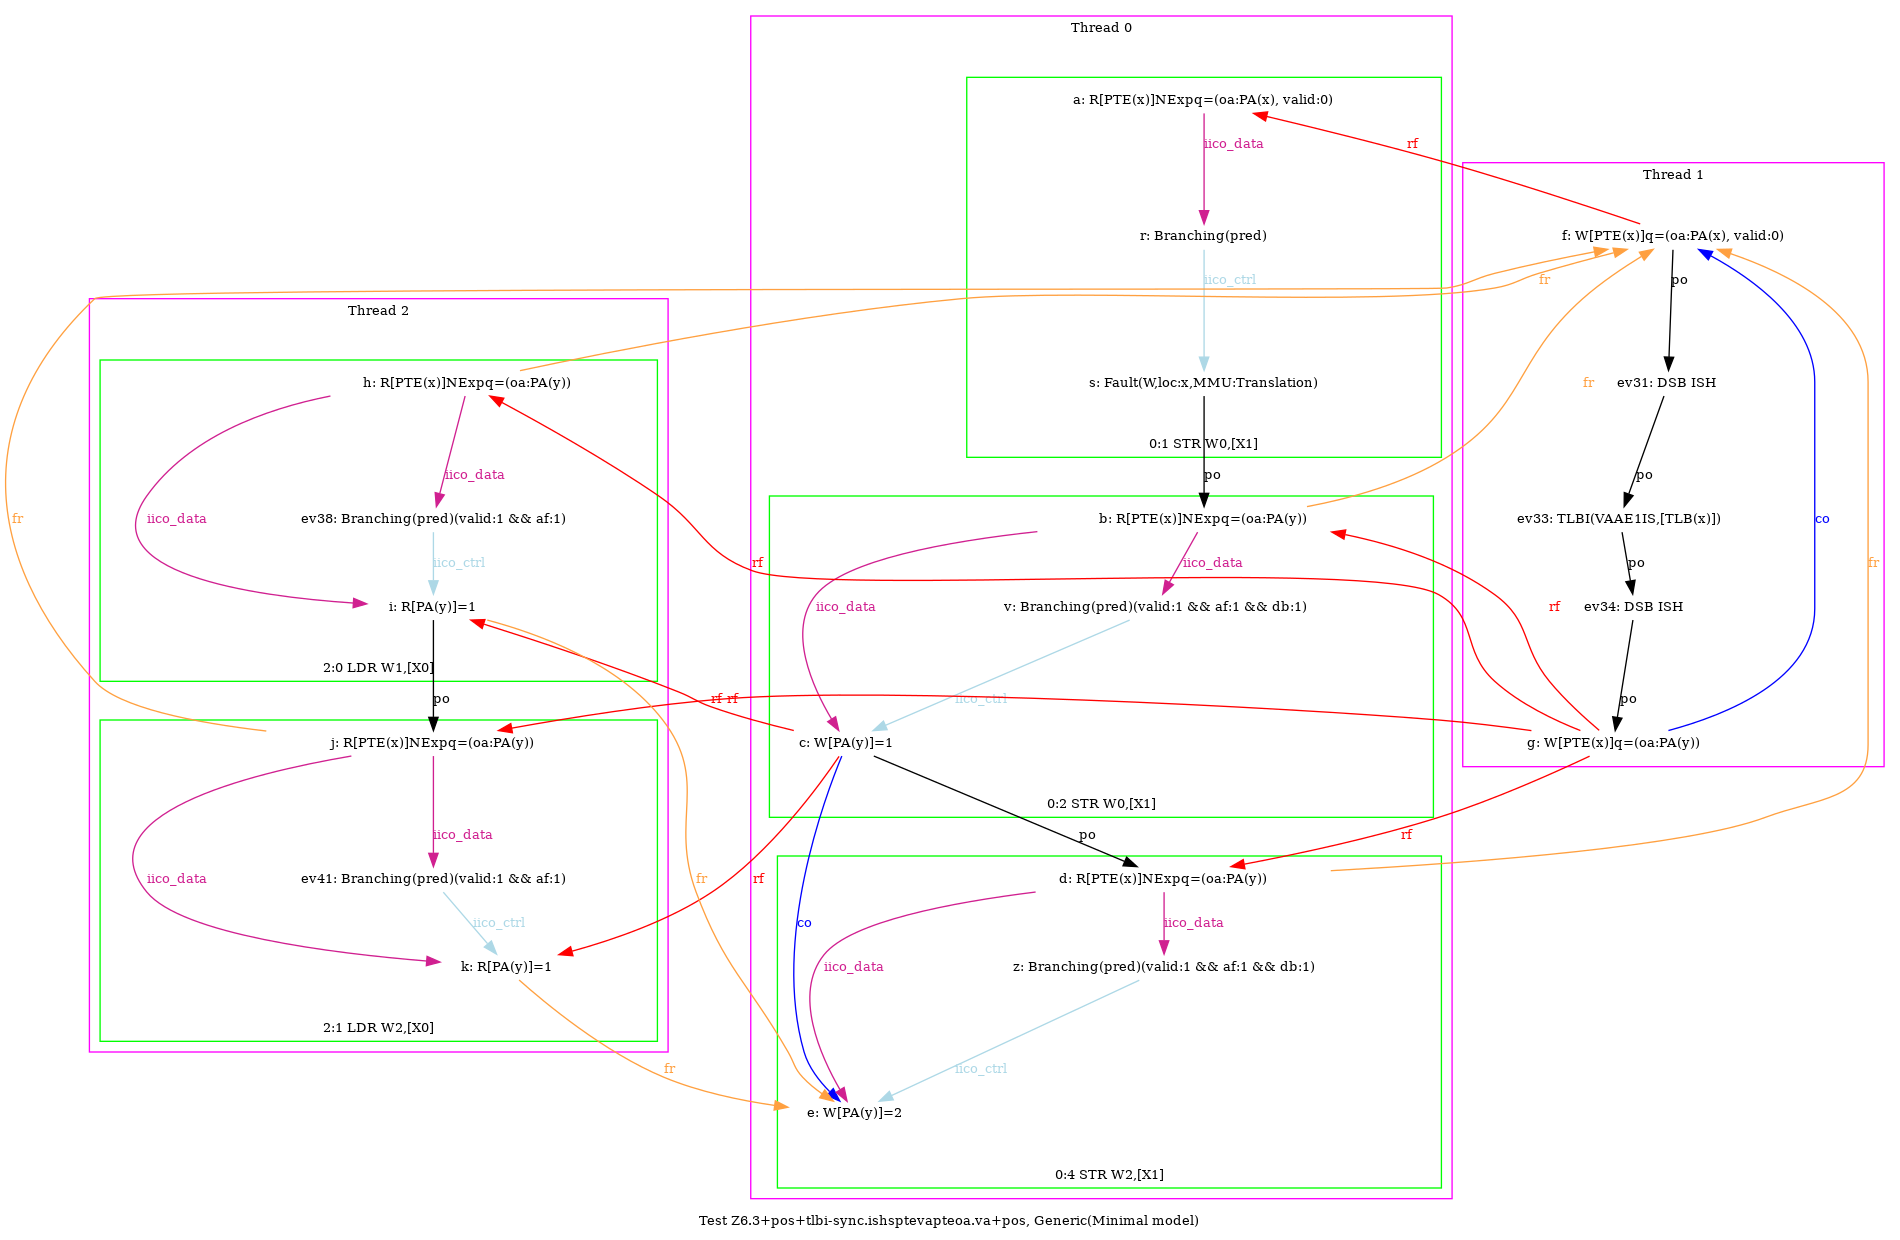 Thread 0
a: R[PTE(x)]NExpq=(oa:PA(x), valid:0)
rf
iico_data
Thread 1
r: Branching(pred)
f: W[PTE(x)]q=(oa:PA(x), valid:0)
iico_ctrl
fr
po
Thread 2
h: R[PTE(x)]NExpq=(oa:PA(y))
s: Fault(W,loc:x,MMU:Translation)
fr
ev31: DSB ISH
0:1 STR W0,[X1]
iico_data
po
po
fr
iico_data
ev38: Branching(pred)(valid:1 && af:1)
b: R[PTE(x)]NExpq=(oa:PA(y))
ev33: TLBI(VAAE1IS,[TLB(x)])
co
iico_ctrl
rf
iico_data
po
fr
i: R[PA(y)]=1
iico_data
v: Branching(pred)(valid:1 && af:1 && db:1)
rf
ev34: DSB ISH
2:0 LDR W1,[X0]
po
rf
rf
iico_ctrl
po
j: R[PTE(x)]NExpq=(oa:PA(y))
c: W[PA(y)]=1
g: W[PTE(x)]q=(oa:PA(y))
0:2 STR W0,[X1]
iico_data
po
rf
iico_data
ev41: Branching(pred)(valid:1 && af:1)
fr
rf
d: R[PTE(x)]NExpq=(oa:PA(y))
iico_ctrl
co
iico_data
k: R[PA(y)]=1
iico_data
z: Branching(pred)(valid:1 && af:1 && db:1)
2:1 LDR W2,[X0]
fr
iico_ctrl
e: W[PA(y)]=2
0:4 STR W2,[X1]
Test Z6.3+pos+tlbi-sync.ishsptevapteoa.va+pos, Generic(Minimal model)